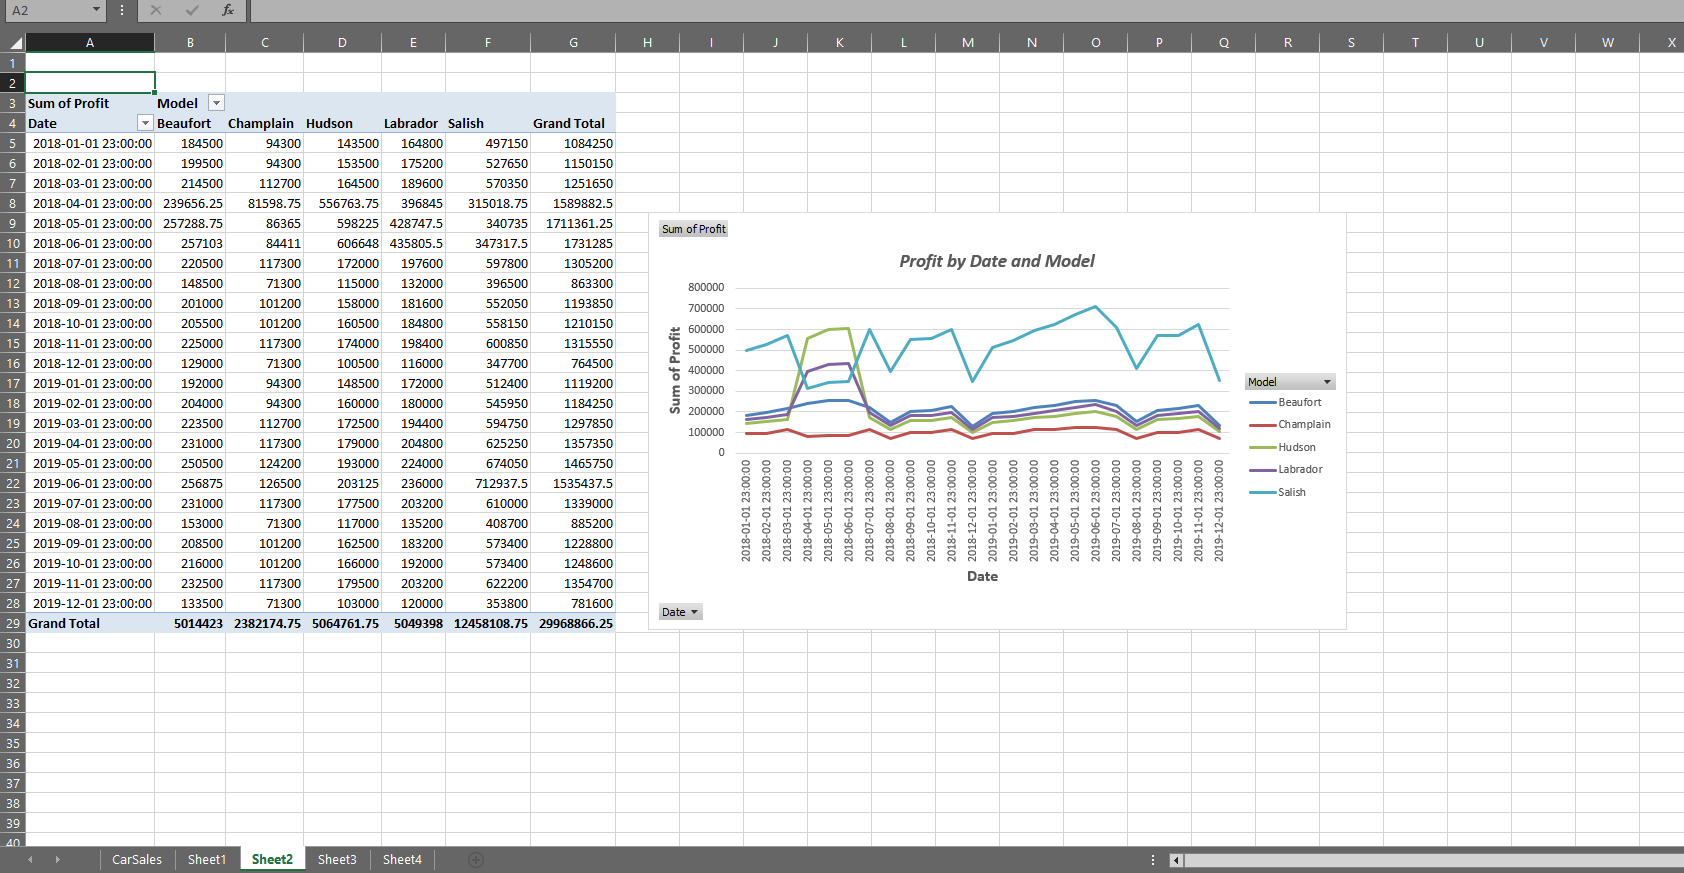 A2 fx
A B C D E F G H I J K L M N O P Q R S T U V W X
1
2
3 Sum of Profit Model
4 Date Beaufort Champlain Hudson Labrador Salish Grand Total
5 2018-01-01 23:00:00 184500 94300 143500 164800 497150 1084250
6 2018-02-01 23:00:00 199500 94300 153500 175200 527650 1150150
7 2018-03-01 23:00:00 214500 112700 164500 189600 570350 1251650
8 2018-04-01 23:00:00 239656.25 81598.75 556763.75 396845 315018.75 1589882.5
9 2018-05-01 23:00:00 257288.75 86365 598225 428747.5 340735 1711361.25
10 2018-06-01 23:00:00 257103 84411 606648 435805.5 347317.5 1731285
11 2018-07-01 23:00:00 220500 117300 172000 197600 597800 1305200
12 2018-08-01 23:00:00 148500 71300 115000 132000 396500 863300
13 2018-09-01 23:00:00 201000 101200 158000 181600 552050 1193850
14 2018-10-01 23:00:00 205500 101200 160500 184800 558150 1210150
15 2018-11-01 23:00:00 225000 117300 174000 198400 600850 1315550
16 2018-12-01 23:00:00 129000 71300 100500 116000 347700 764500
17 2019-01-01 23:00:00 192000 94300 148500 172000 512400 1119200
18 2019-02-01 23:00:00 204000 94300 160000 180000 545950 1184250
19 2019-03-01 23:00:00 223500 112700 172500 194400 594750 1297850
20 2019-04-01 23:00:00 231000 117300 179000 204800 625250 1357350
21 2019-05-01 23:00:00 250500 124200 193000 224000 674050 1465750
22 2019-06-01 23:00:00 256875 126500 203125 236000 712937.5 1535437.5
23 2019-07-01 23:00:00 231000 117300 177500 203200 610000 1339000
24 2019-08-01 23:00:00 153000 71300 117000 135200 408700 885200
25 2019-09-01 23:00:00 208500 101200 162500 183200 573400 1228800
26 2019-10-01 23:00:00 216000 101200 166000 192000 573400 1248600
27 2019-11-01 23:00:00 232500 117300 179500 203200 622200 1354700
28 2019-12-01 23:00:00 133500 71300 103000 120000 353800 781600
29 Grand Total 5014423 2382174.75 5064761.75 5049398 12458108.75 29968866.25
30
31
32
33
34
35
36
37
38
39
40
Sum of Profit
Profit by Date and Model
Sum of Profit
800000
700000
600000
500000
400000
300000
200000
100000
0
2018-01-01 23:00:00
2018-02-01 23:00:00
2018-03-01 23:00:00
2018-04-01 23:00:00
2018-05-01 23:00:00
2018-06-01 23:00:00
2018-07-01 23:00:00
2018-08-01 23:00:00
2018-09-01 23:00:00
2018-10-01 23:00:00
2018-11-01 23:00:00
2018-12-01 23:00:00
2019-01-01 23:00:00
2019-02-01 23:00:00
2019-03-01 23:00:00
2019-04-01 23:00:00
2019-05-01 23:00:00
2019-06-01 23:00:00
2019-07-01 23:00:00
2019-08-01 23:00:00
2019-09-01 23:00:00
2019-10-01 23:00:00
2019-11-01 23:00:00
2019-12-01 23:00:00
Date
Model
Beaufort
Champlain
Hudson
Labrador
Salish
Date
CarSales Sheet1 Sheet2 Sheet3 Sheet4